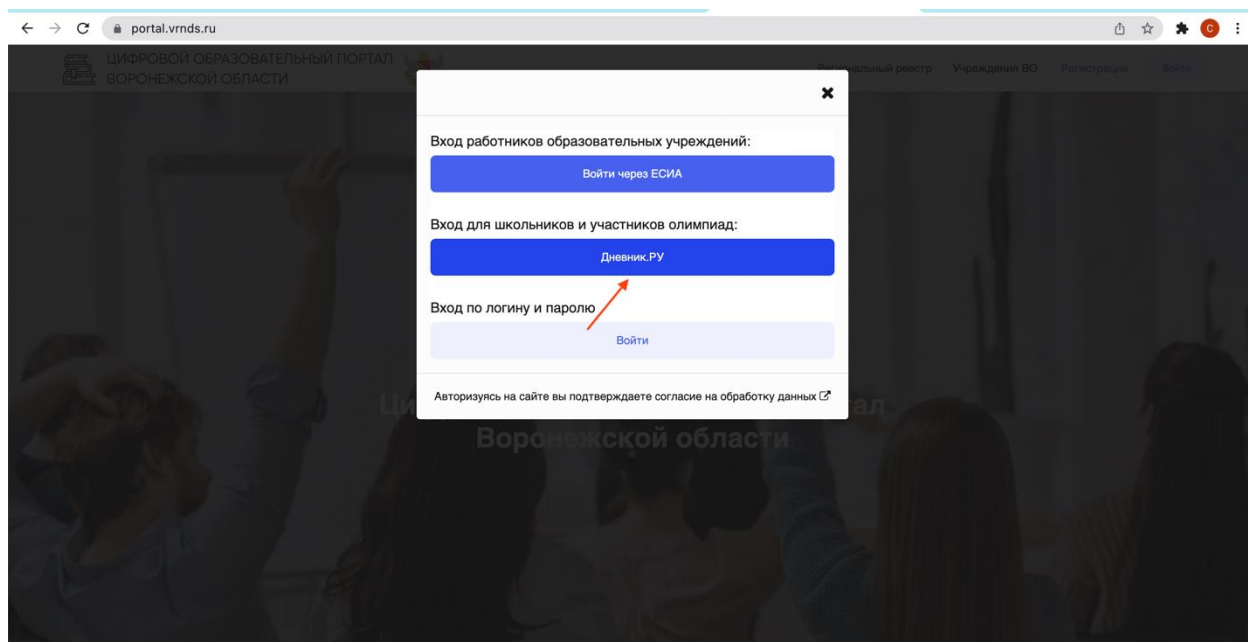 portal.vrnds.ru
C
ЦИФРОВОЙ ОБРАЗОВАТЕЛЬНЫЙ ПОРТАЛ
ВОРОНЕЖСКОЙ ОБЛАСТИ
реестр Учреждения ВО Регистрация Войти
Вход работников образовательных учреждений:
Войти через ЕСИА
Вход для школьников и участников олимпиад:
Дневник.РУ
Вход по логину и паролю
Войти
Авторизуясь на сайте вы подтверждаете согласие на обработку данных
Воронежской области